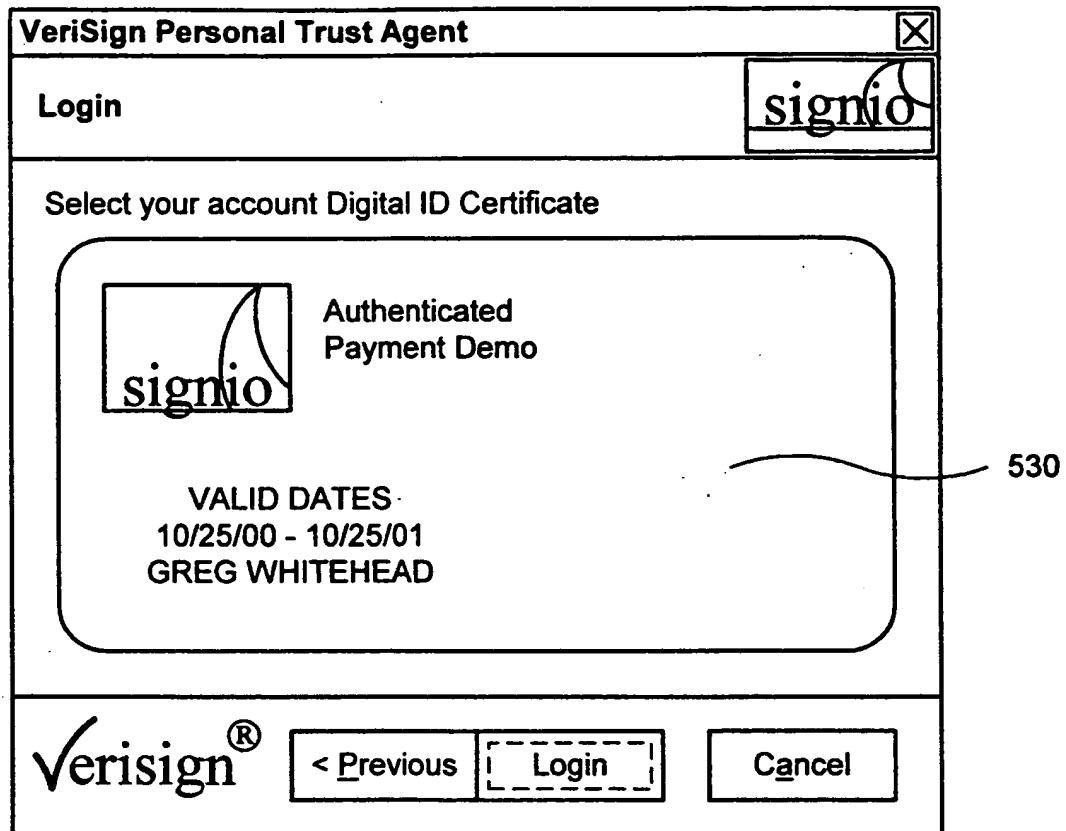 VeriSign Personal Trust Agent
Login
signio
Select your account Digital ID Certificate
signio
Authenticated
Payment Demo
530
VALID DATES
10/25/00 - 10/25/01
GREG WHITEHEAD
Verisign®
< Previous
Login
Cancel